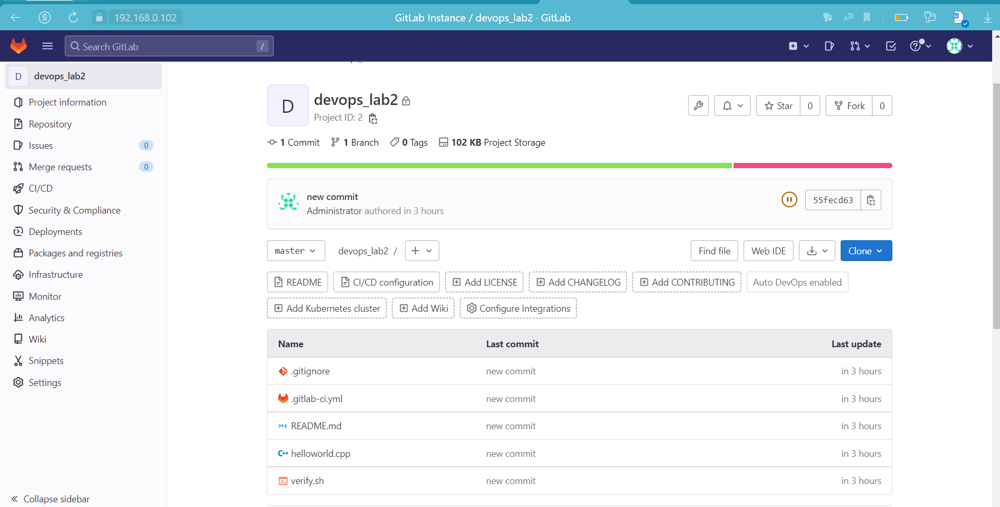 Я
192.168.0.102
GitLab Instance / devops_lab2 · GitLab
Search GitLab
/
D
devops_lab2
Project information
Repository
Issues 0
Merge requests 0
CI/CD
Security & Compliance
Deployments
Packages and registries
Infrastructure
Monitor
Analytics
Wiki
Snippets
Settings
Collapse sidebar
D
devops_lab2
Project ID: 2
Star 0
Fork 0
1 Commit 1 Branch 0 Tags 102 KB Project Storage
new commit
Administrator authored in 3 hours
55fecd63
master devops_lab2 / Find file Web IDE Clone
README CI/CD configuration Add LICENSE Add CHANGELOG Add CONTRIBUTING Auto DevOps enabled
Add Kubernetes cluster Add Wiki Configure Integrations
Name Last commit Last update
.gitignore new commit in 3 hours
.gitlab-ci.yml new commit in 3 hours
README.md new commit in 3 hours
helloworld.cpp new commit in 3 hours
verify.sh new commit in 3 hours